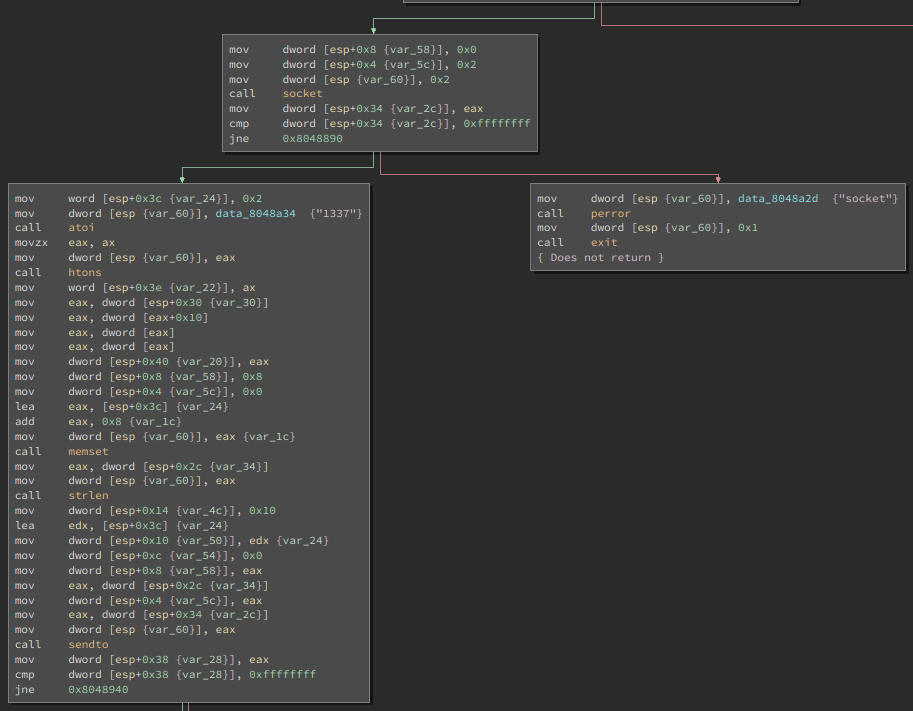 mov     dword [esp+0x8 {var_58}], 0x0
mov     dword [esp+0x4 {var_5c}], 0x2
mov     dword [esp {var_60}], 0x2
call    socket
mov     dword [esp+0x34 {var_2c}], eax
cmp     dword [esp+0x34 {var_2c}], 0xffffffff
jne     0x8048890
mov     word [esp+0x3c {var_24}], 0x2
mov     dword [esp {var_60}], data_8048a34  {"1337"}
call    atoi
movzx   eax, ax
mov     dword [esp {var_60}], eax
call    htons
mov     word [esp+0x3e {var_22}], ax
mov     eax, dword [esp+0x30 {var_30}]
mov     eax, dword [eax+0x10]
mov     eax, dword [eax]
mov     eax, dword [eax]
mov     dword [esp+0x40 {var_20}], eax
mov     dword [esp+0x8 {var_58}], 0x8
mov     dword [esp+0x4 {var_5c}], 0x0
lea     eax, [esp+0x3c] {var_24}
add     eax, 0x8 {var_1c}
mov     dword [esp {var_60}], eax {var_1c}
call    memset
mov     eax, dword [esp+0x2c {var_34}]
mov     dword [esp {var_60}], eax
call    strlen
mov     dword [esp+0x14 {var_4c}], 0x10
lea     edx, [esp+0x3c] {var_24}
mov     dword [esp+0x10 {var_50}], edx {var_24}
mov     dword [esp+0xc {var_54}], 0x0
mov     dword [esp+0x8 {var_58}], eax
mov     eax, dword [esp+0x2c {var_34}]
mov     dword [esp+0x4 {var_5c}], eax
mov     eax, dword [esp+0x34 {var_2c}]
mov     dword [esp {var_60}], eax
call    sendto
mov     dword [esp+0x38 {var_28}], eax
cmp     dword [esp+0x38 {var_28}], 0xffffffff
jne     0x8048940
mov     dword [esp {var_60}], data_8048a2d  {"socket"}
call    perror
mov     dword [esp {var_60}], 0x1
call    exit
{ Does not return }